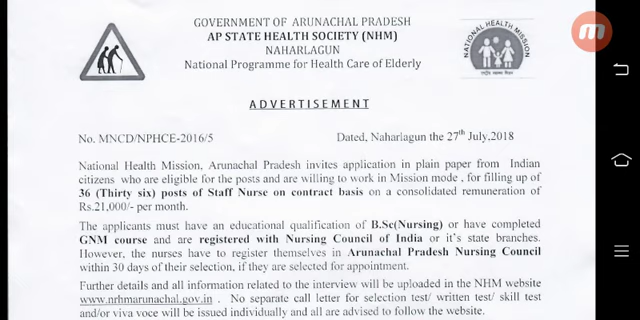 GOVERNMENT OF ARUNACHAL PRADESH
AP STATE HEALTH SOCIETY (NHM)
NAHARLAGUN
National Programme for Health Care of Elderly
NATIONAL HEALTH MISSION
ADVERTISEMENT
No. MNCD/NPHCE-2016/5
Dated, Naharlagun the 27th July,2018
National Health Mission, Arunachal Pradesh invites application in plain paper from Indian
citizens who are eligible for the posts and are willing to work in Mission mode , for filling up of
36 (Thirty six) posts of Staff Nurse on contract basis on a consolidated remuneration of
Rs.21,000/- per month.
The applicants must have an educational qualification of B.Sc(Nursing) or have completed
GNM course and are registered with Nursing Council of India or it's state branches.
However, the nurses have to register themselves in Arunachal Pradesh Nursing Council
within 30 days of their selection, if they are selected for appointment.
Further details and all information related to the interview will be uploaded in the NHM website
www.nrhmarunachal.gov.in . No separate call letter for selection test/ written test/ skill test
and/or viva voce will be issued individually and all are advised to follow the website.